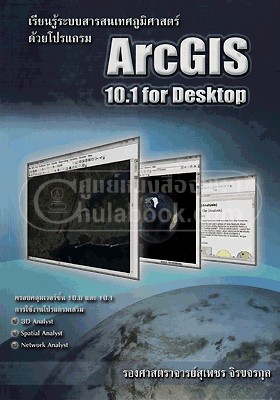 เรียนรู้ระบบสารสนเทศภูมิศาสตร์
ด้วยโปรแกรม
ArcGIS
10.1 for Desktop
ศูนย์หนังสือจุฬา
chulabook.com
ครอบคลุมเวอร์ชั่น 10.0 และ 10.1
การใช้งานโปรแกรมเสริม
3D Analyst
Spatial Analyst
Network Analyst
รองศาสตราจารย์สุเพชร จิรขจรกุล